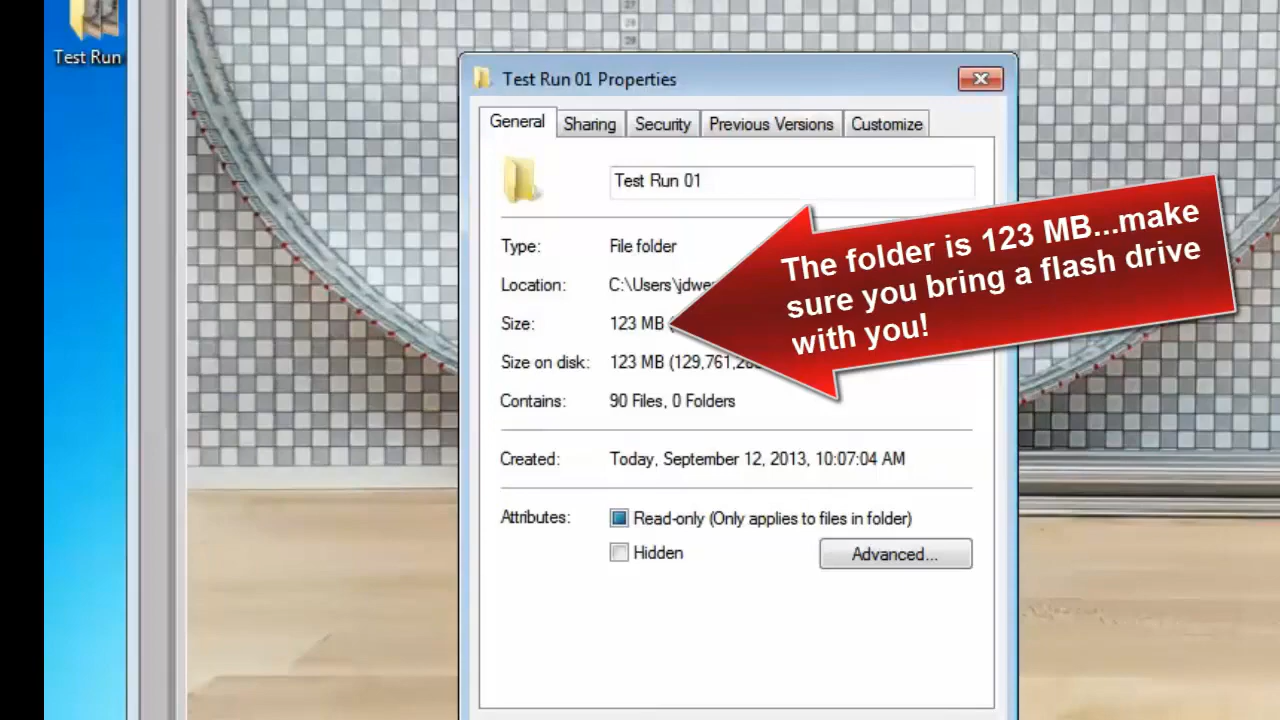 Test Run
Test Run 01 Properties
General Sharing Security Previous Versions Customize
Test Run 01
Type: File folder
Location: C:\Users\jdwe
Size: 123 MB (
Size on disk: 123 MB (129,761,2
Contains: 90 Files, 0 Folders
Created: Today, September 12, 2013, 10:07:04 AM
Attributes: Read-only (Only applies to files in folder)
Hidden Advanced...
The folder is 123 MB...make
sure you bring a flash drive
with you!